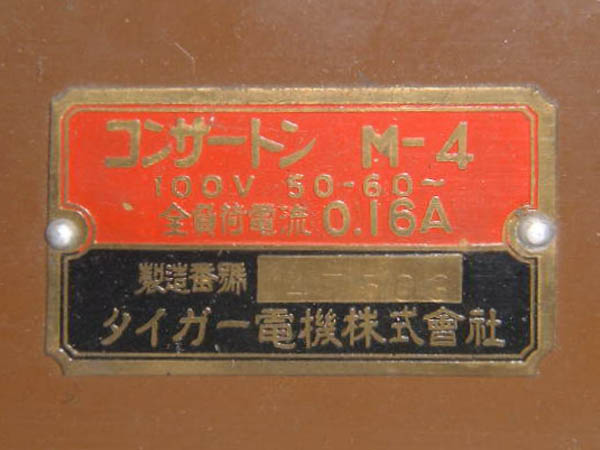 コンサートン M-4
100V 50-60~
全負荷電流 0.16A
製造番號
タイガー電機株式會社